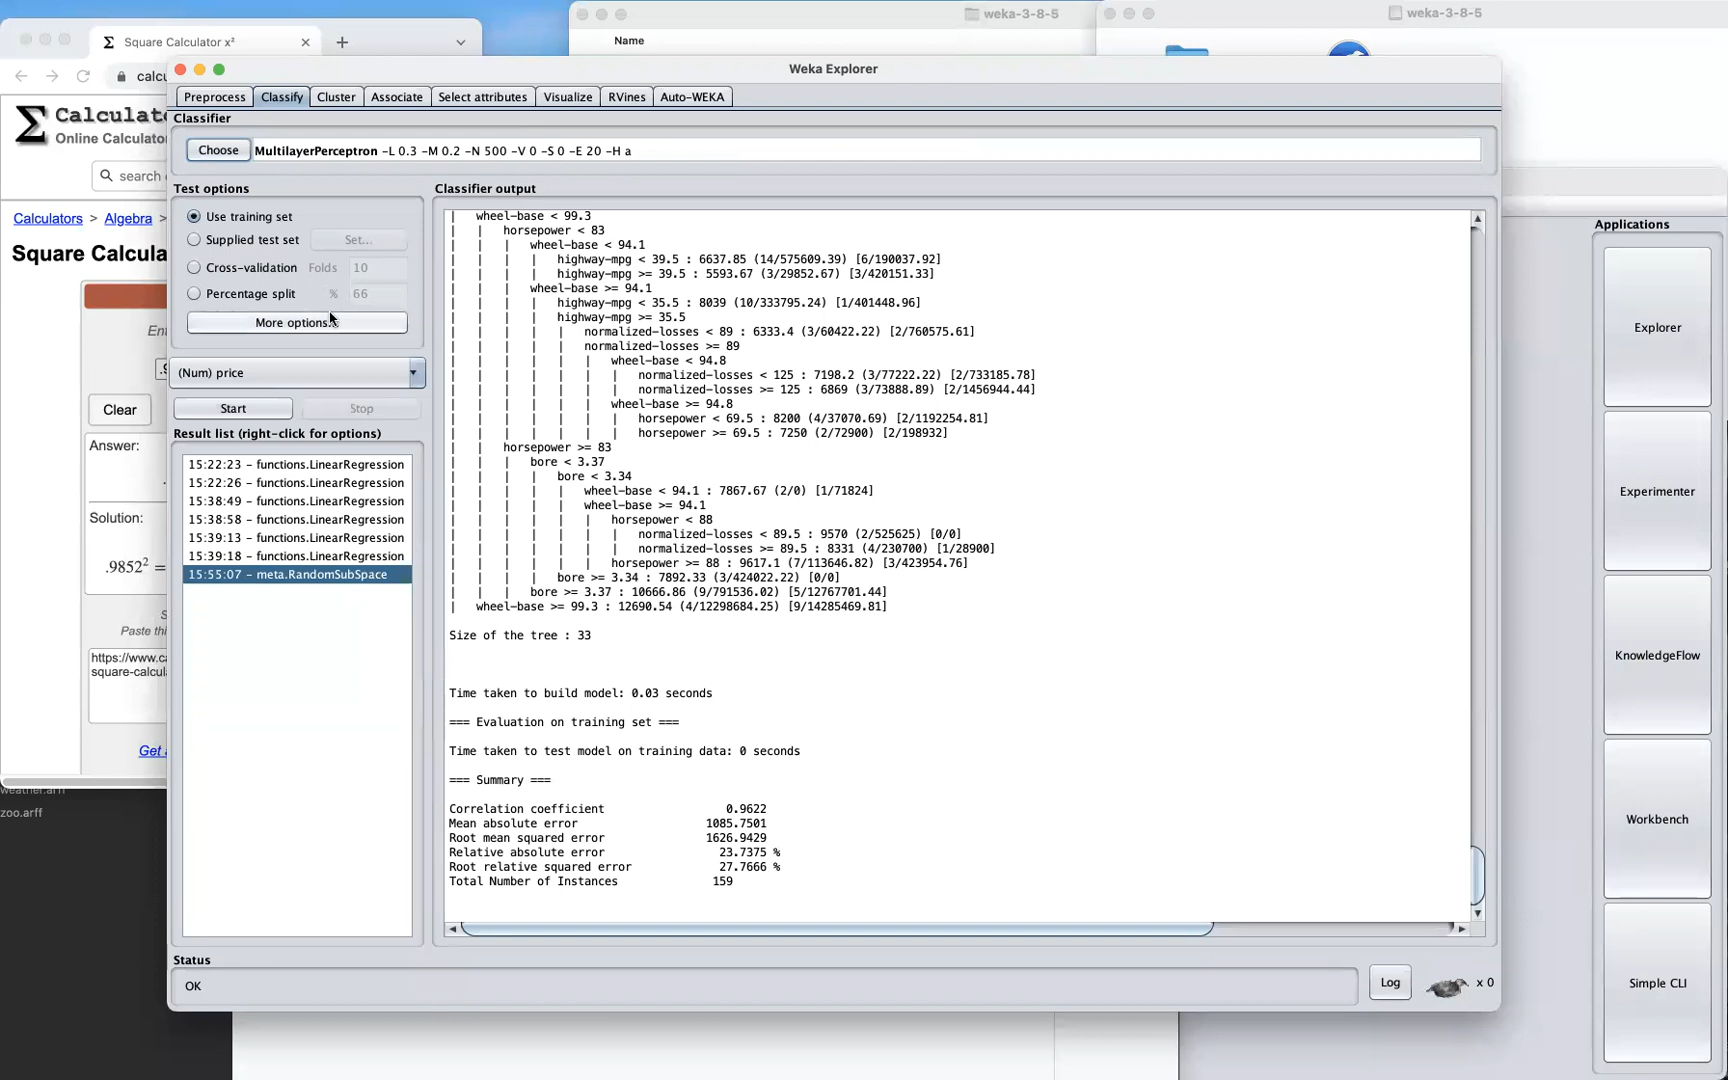 weka-3-8-5
weka-3-8-5
Square Calculator x²
Name
calcu
Weka Explorer
Preprocess
Classify
Cluster
Associate
Select attributes
Visualize
RVines
Auto-WEKA
Calculat
Online Calculator
search
Calculators > Algebra >
Square Calcula
Classifier
Choose
MultilayerPerceptron -L 0.3 -M 0.2 -N 500 -V 0 -S 0 -E 20 -H a
Test options
Use training set
Supplied test set
Set...
Cross-validation Folds 10
Percentage split % 66
More options...
(Num) price
Start
Stop
Result list (right-click for options)
15:22:23 - functions.LinearRegression
15:22:26 - functions.LinearRegression
15:38:49 - functions.LinearRegression
15:38:58 - functions.LinearRegression
15:39:13 - functions.LinearRegression
15:39:18 - functions.LinearRegression
15:55:07 - meta.RandomSubSpace
Classifier output
| wheel-base < 99.3
| | horsepower < 83
| | | wheel-base < 94.1
| | | | highway-mpg < 39.5 : 6637.85 (14/575609.39) [6/190037.92]
| | | | highway-mpg >= 39.5 : 5593.67 (3/29852.67) [3/420151.33]
| | | wheel-base >= 94.1
| | | | highway-mpg < 35.5 : 8039 (10/333795.24) [1/401448.96]
| | | | highway-mpg >= 35.5
| | | | | normalized-losses < 89 : 6333.4 (3/60422.22) [2/760575.61]
| | | | | normalized-losses >= 89
| | | | | | wheel-base < 94.8
| | | | | | | normalized-losses < 125 : 7198.2 (3/77222.22) [2/733185.78]
| | | | | | | normalized-losses >= 125 : 6869 (3/73888.89) [2/1456944.44]
| | | | | | wheel-base >= 94.8
| | | | | | | horsepower < 69.5 : 8200 (4/37070.69) [2/1192254.81]
| | | | | | | horsepower >= 69.5 : 7250 (2/72900) [2/198932]
| | horsepower >= 83
| | | bore < 3.37
| | | | bore < 3.34
| | | | | wheel-base < 94.1 : 7867.67 (2/0) [1/71824]
| | | | | wheel-base >= 94.1
| | | | | | horsepower < 88
| | | | | | | normalized-losses < 89.5 : 9570 (2/525625) [0/0]
| | | | | | | normalized-losses >= 89.5 : 8331 (4/230700) [1/28900]
| | | | | | horsepower >= 88 : 9617.1 (7/113646.82) [3/423954.76]
| | | | bore >= 3.34 : 7892.33 (3/424022.22) [0/0]
| | | bore >= 3.37 : 10666.86 (9/791536.02) [5/12767701.44]
| wheel-base >= 99.3 : 12690.54 (4/12298684.25) [9/14285469.81]
Size of the tree : 33
Time taken to build model: 0.03 seconds
=== Evaluation on training set ===
Time taken to test model on training data: 0 seconds
=== Summary ===
Correlation coefficient 0.9622
Mean absolute error 1085.7501
Root mean squared error 1626.9429
Relative absolute error 23.7375 %
Root relative squared error 27.7666 %
Total Number of Instances 159
Status
OK
Log
x 0
Clear
Answer:
Solution:
.9852² =
Paste thi
https://www.ca
square-calcula
Get
weather.arff
zoo.arff
Applications
Explorer
Experimenter
KnowledgeFlow
Workbench
Simple CLI